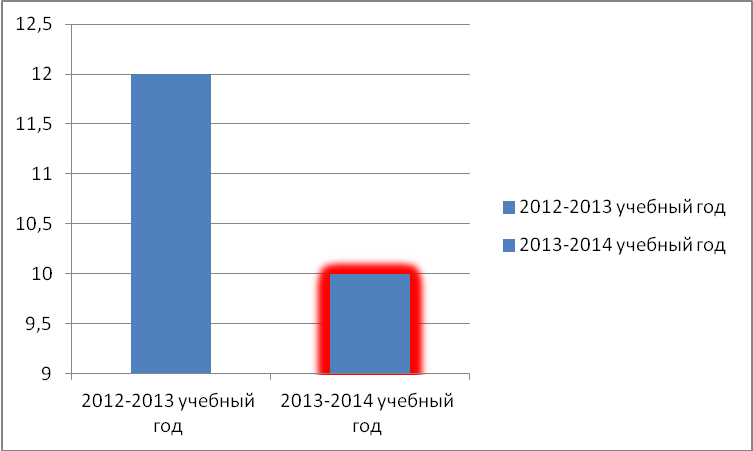 12,5
12
11,5
11
10,5
10
9,5
9
2012-2013 учебный
год
2013-2014 учебный
год
2012-2013 учебный год
2013-2014 учебный год